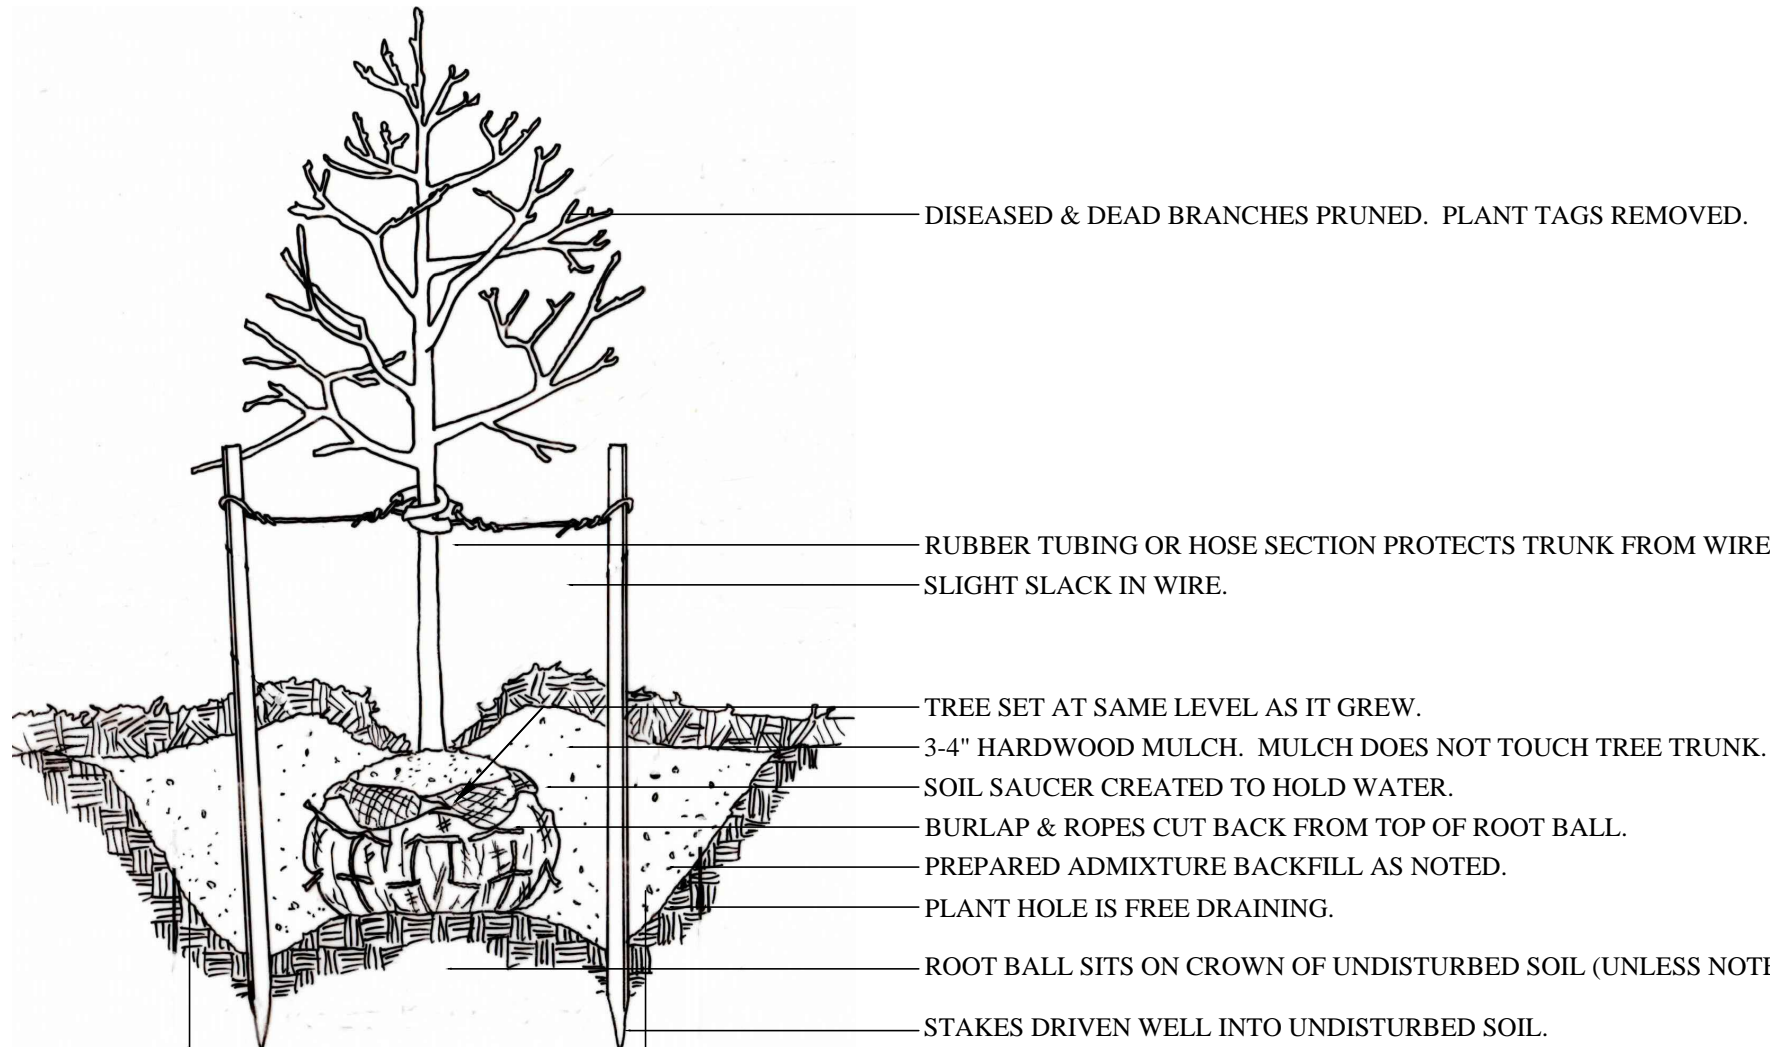 DISEASED & DEAD BRANCHES PRUNED. PLANT TAGS REMOVED.
RUBBER TUBING OR HOSE SECTION PROTECTS TRUNK FROM WIRE
SLIGHT SLACK IN WIRE.
TREE SET AT SAME LEVEL AS IT GREW.
3-4" HARDWOOD MULCH. MULCH DOES NOT TOUCH TREE TRUNK.
SOIL SAUCER CREATED TO HOLD WATER.
BURLAP & ROPES CUT BACK FROM TOP OF ROOT BALL.
PREPARED ADMIXTURE BACKFILL AS NOTED.
PLANT HOLE IS FREE DRAINING.
ROOT BALL SITS ON CROWN OF UNDISTURBED SOIL (UNLESS NOTE
STAKES DRIVEN WELL INTO UNDISTURBED SOIL.